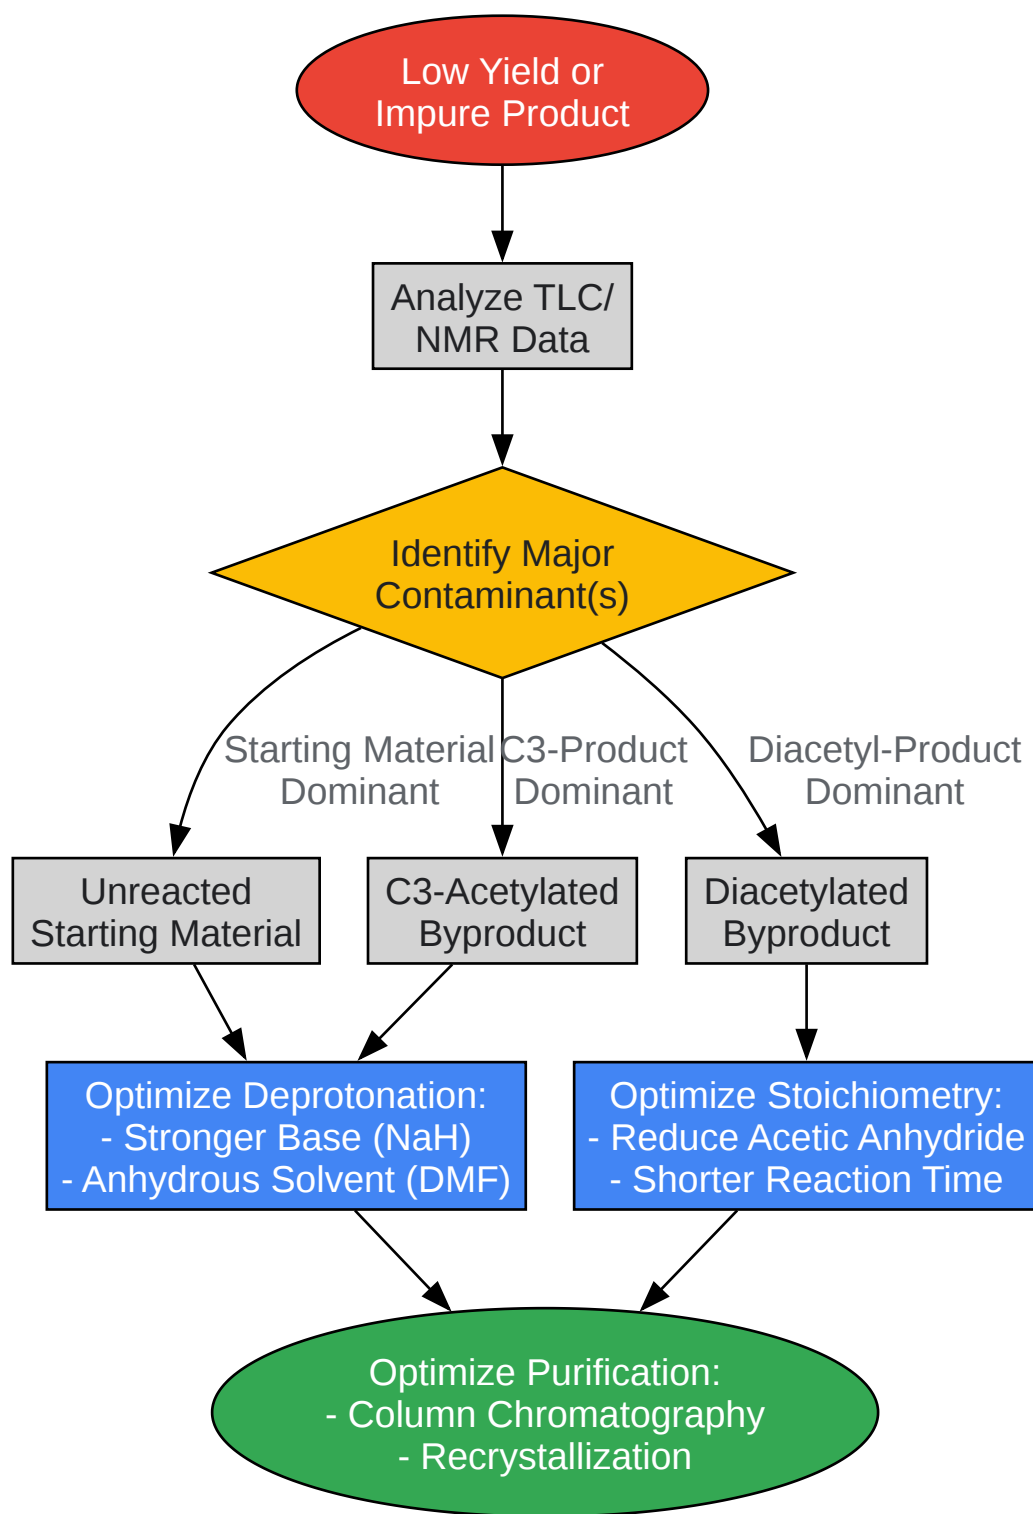 Low Yield or
Impure Product
Analyze TLC/
NMR Data
Identify Major
Contaminant(s)
Starting Material
Dominant
C3-Product
Dominant
Diacetyl-Product
Dominant
Unreacted
Starting Material
C3-Acetylated
Byproduct
Diacetylated
Byproduct
Optimize Deprotonation:
- Stronger Base (NaH)
- Anhydrous Solvent (DMF)
Optimize Stoichiometry:
- Reduce Acetic Anhydride
- Shorter Reaction Time
Optimize Purification:
- Column Chromatography
- Recrystallization